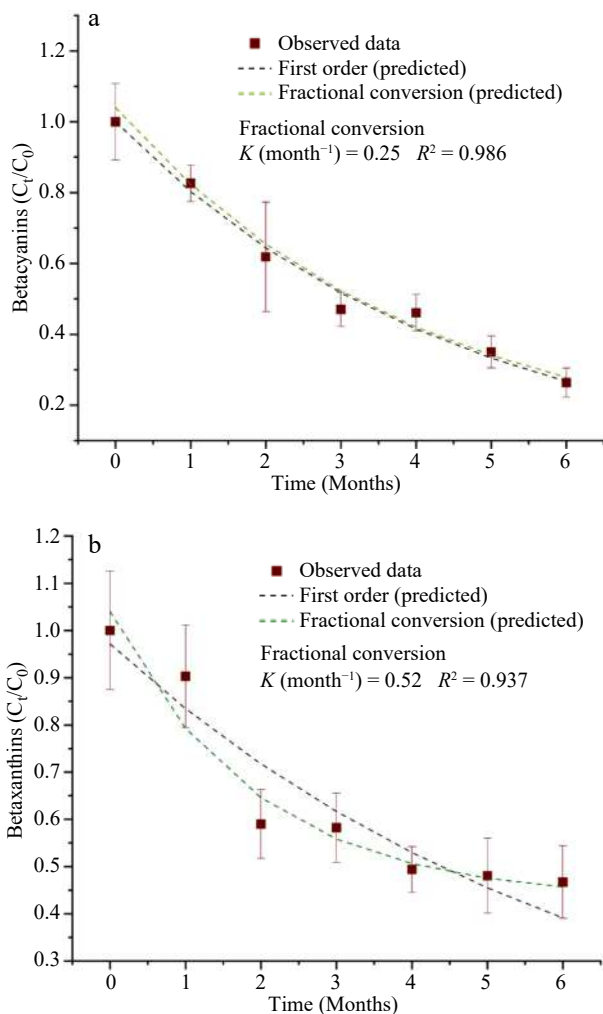 a
Observed data
First order (predicted)
Fractional conversion (predicted)
Fractional conversion
K (month⁻¹) = 0.25 R² = 0.986
1.2
1.0
0.8
0.6
0.4
0.2
Betacyanins (Cₜ/C₀)
0 1 2 3 4 5 6
Time (Months)
b
Observed data
First order (predicted)
Fractional conversion (predicted)
Fractional conversion
K (month⁻¹) = 0.52 R² = 0.937
1.2
1.1
1.0
0.9
0.8
0.7
0.6
0.5
0.4
0.3
Betaxanthins (Cₜ/C₀)
0 1 2 3 4 5 6
Time (Months)